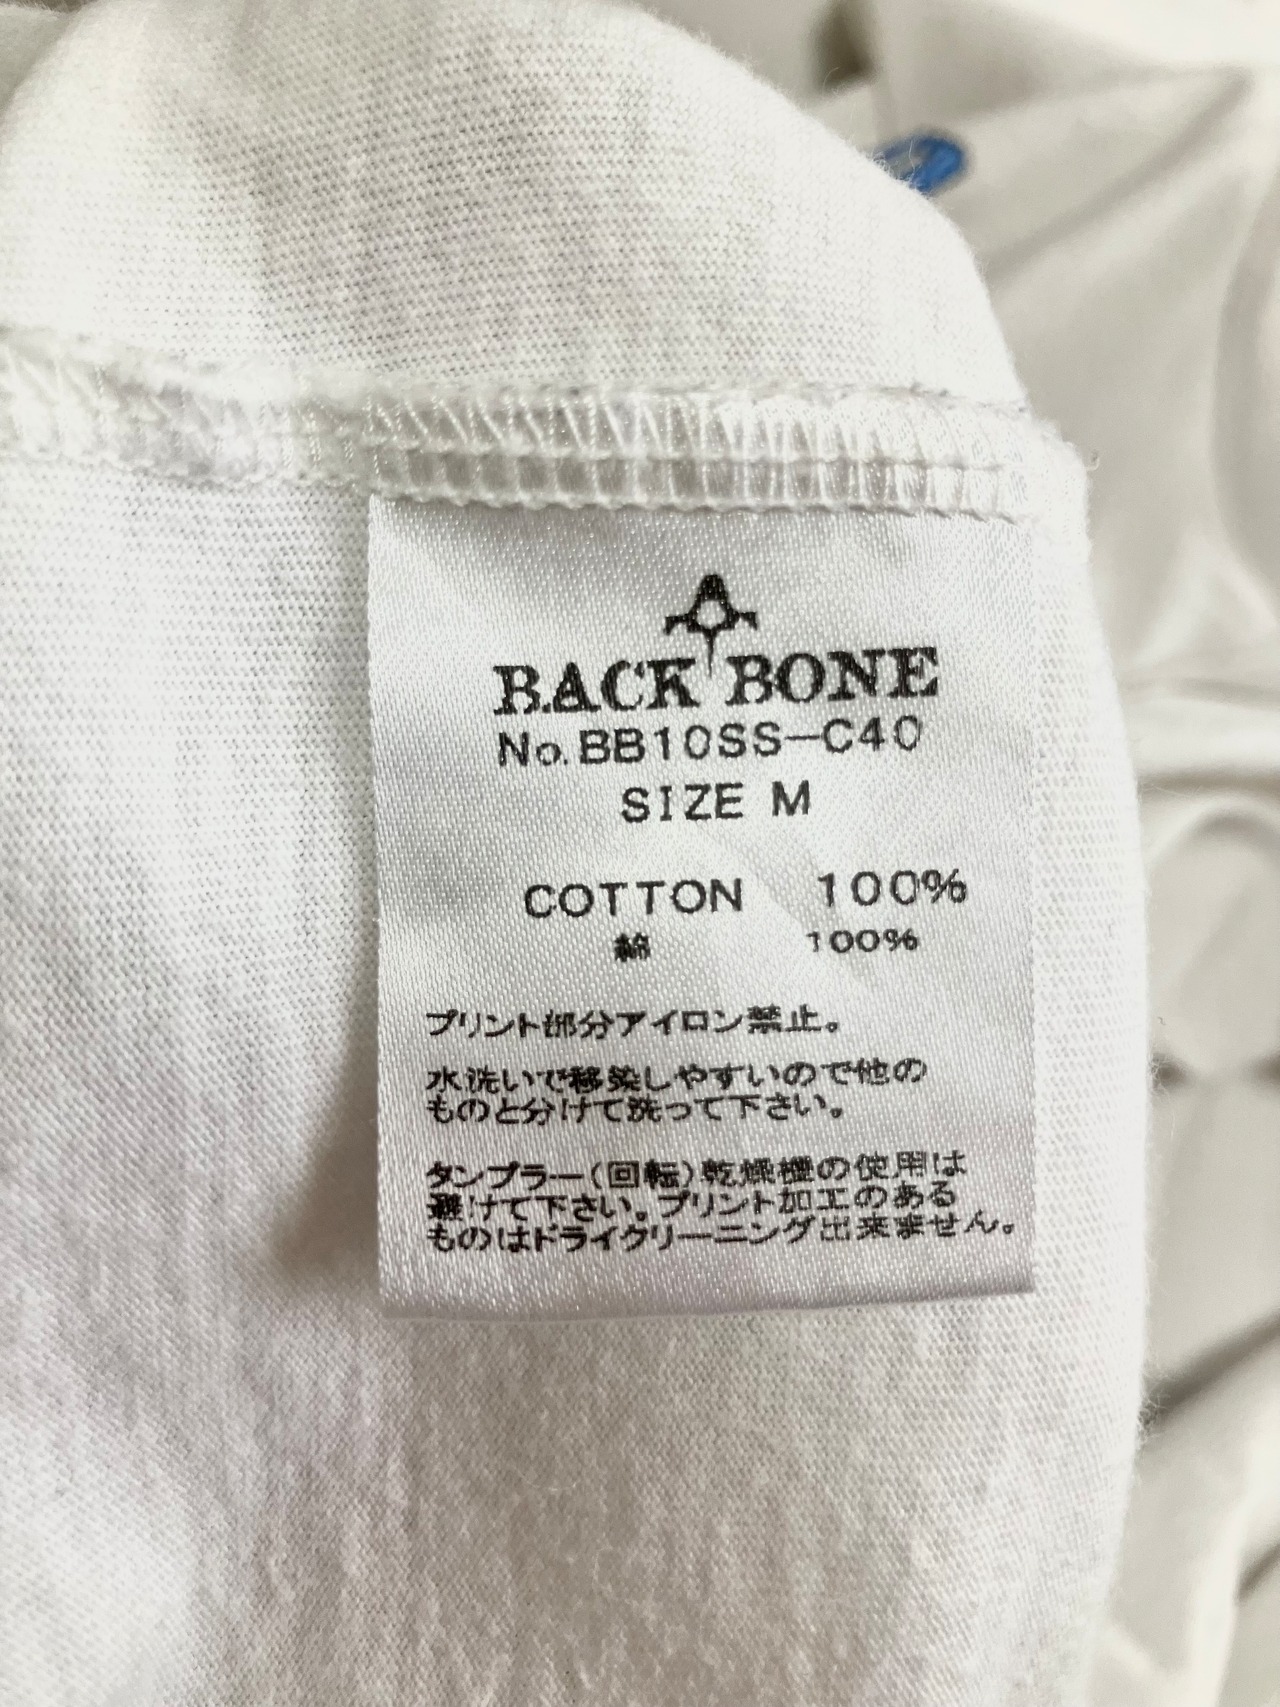 BACK BONE
No.BB10SS-C40
SIZE M
COTTON 100%
綿 100%
プリント部分アイロン禁止。
水洗いで移染しやすいので他の
ものと分けて洗って下さい。
タンブラー(回転)乾燥機の使用は
避けて下さい。プリント加工のある
ものはドライクリーニング出来ません。